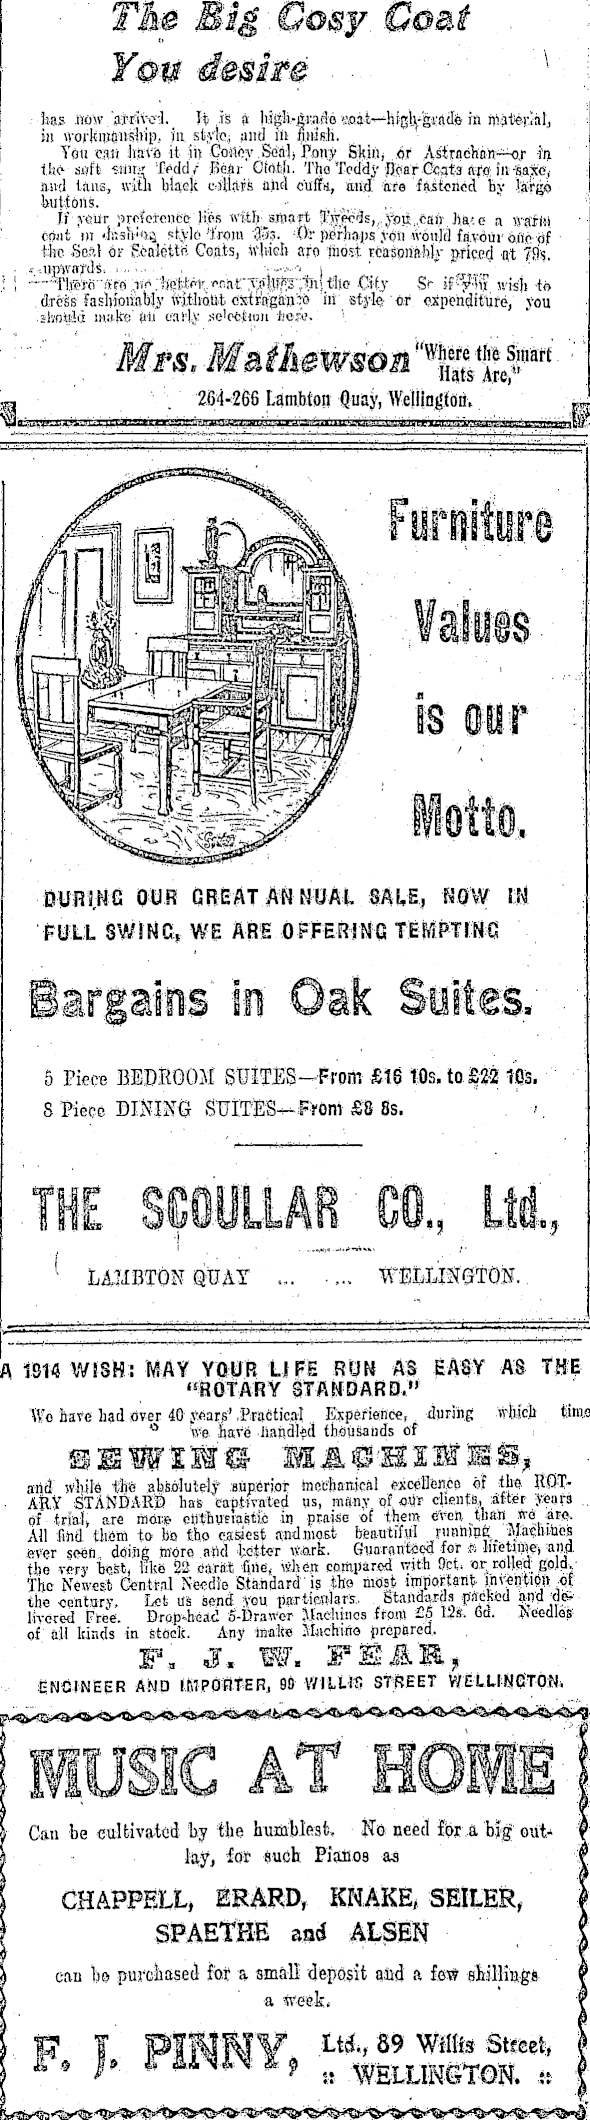 The Big Cosy Coat
You desire
has now arrived. It is a high-grade coat—high-grade in material,
in workmanship, in style, and in finish.
You can have it in Coney Seal, Pony Skin, or Astrachan—or in
the soft snug Teddy Bear Cloth. The Teddy Bear Coats are in saxe,
and tans, with black collars and cuffs, and are fastened by large
buttons.
If your preference lies with smart Tweeds, you can have a warm
coat in dashing style from 35s. Or perhaps you would favour one of
the Seal or Sealette Coats, which are most reasonably priced at 79s.
upwards.
There are no better coat values in the City So if you wish to
dress fashionably without extragance in style or expenditure, you
should make an early selection here.
Mrs. Mathewson "Where the Smart
Hats Are,"
264-266 Lambton Quay, Wellington.
Furniture
Values
is our
Motto.
DURING OUR GREAT ANNUAL SALE, NOW IN
FULL SWING, WE ARE OFFERING TEMPTING
Bargains in Oak Suites.
5 Piece BEDROOM SUITES—From £16 10s. to £22 10s.
8 Piece DINING SUITES—From £8 8s.
THE SCOULLAR CO., Ltd.,
LAMBTON QUAY ... ... WELLINGTON.
A 1914 WISH: MAY YOUR LIFE RUN AS EASY AS THE
"ROTARY STANDARD."
We have had over 40 years' Practical Experience, during which time
we have handled thousands of
SEWING MACHINES,
and while the absolutely superior mechanical excellence of the ROT-
ARY STANDARD has captivated us, many of our clients, after years
of trial, are more enthusiastic in praise of them even than we are.
All find them to be the easiest and most beautiful running Machines
ever seen, doing more and better work. Guaranteed for a lifetime, and
the very best, like 22 carat fine, when compared with 9ct. or rolled gold.
The Newest Central Needle Standard is the most important invention of
the century. Let us send you particulars. Standards packed and de-
livered Free. Drop-head 5-Drawer Machines from £5 12s. 6d. Needles
of all kinds in stock. Any make Machine prepared.
F. J. W. FEAR,
ENGINEER AND IMPORTER, 99 WILLIS STREET WELLINGTON.
MUSIC AT HOME
Can be cultivated by the humblest. No need for a big out-
lay, for such Pianos as
CHAPPELL, ERARD, KNAKE, SEILER,
SPAETHE and ALSEN
can be purchased for a small deposit and a few shillings
a week.
F. J. PINNY, Ltd., 89 Willis Street,
:: WELLINGTON. ::